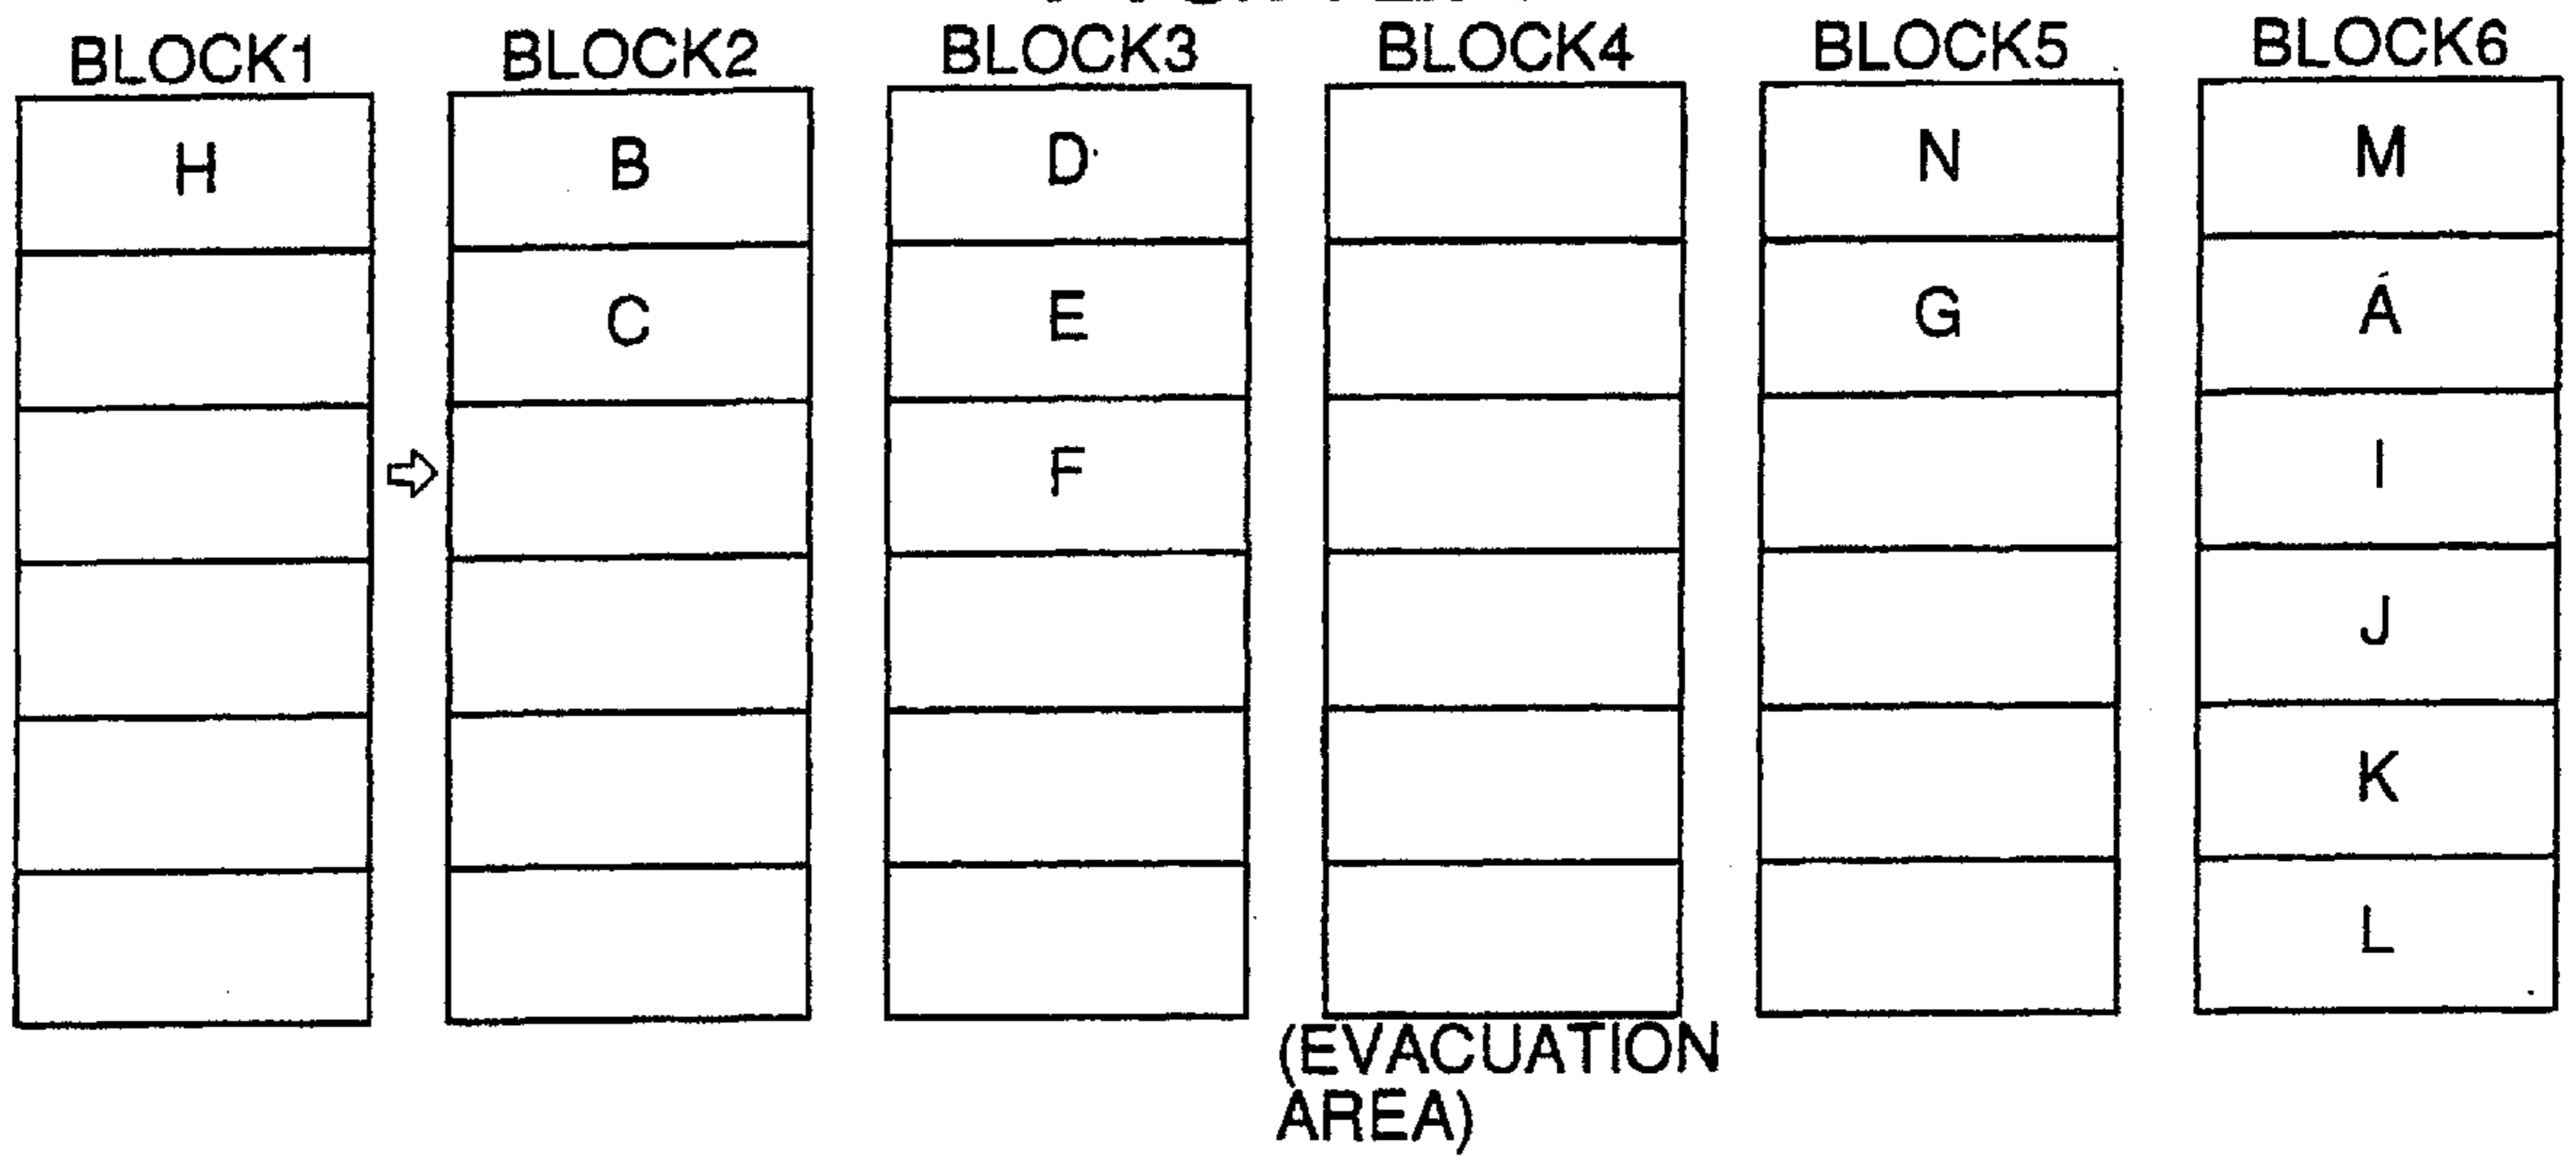 BLOCK1 BLOCK2 BLOCK3 BLOCK4 BLOCK5 BLOCK6
H B D N M
C E G A
F I
J
K
L
(EVACUATION
AREA)